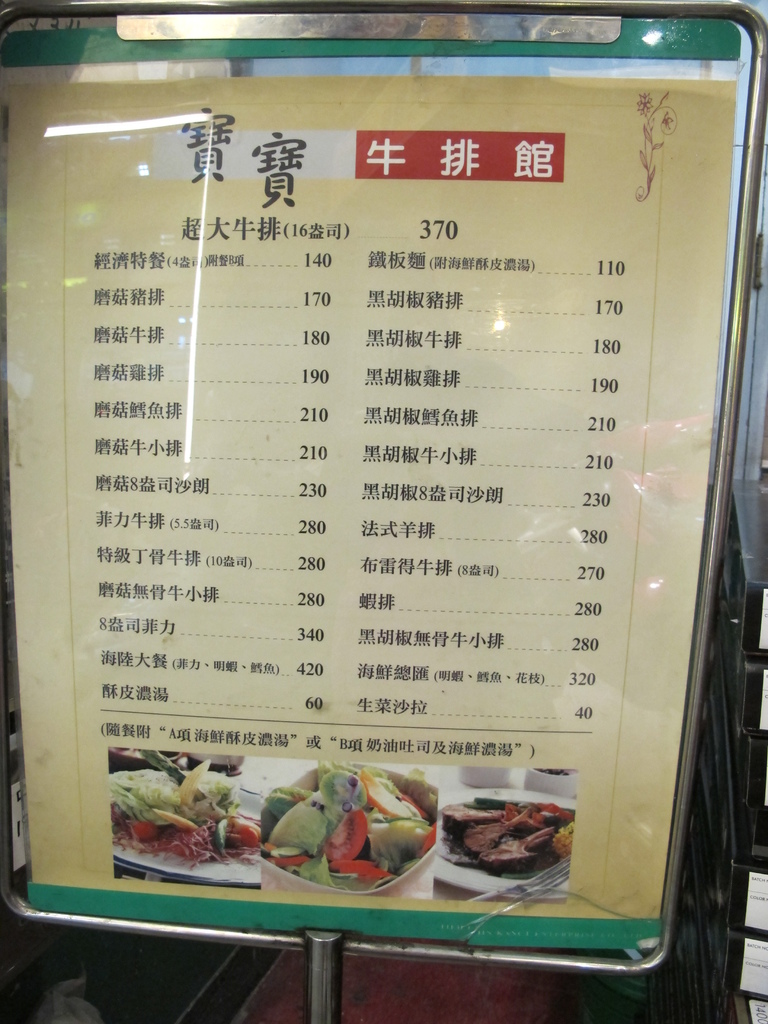 寶寶 牛排館
超大牛排(16盎司) 370
經濟特餐(4盎司)附餐B項 140
磨菇豬排 170
磨菇牛排 180
磨菇雞排 190
磨菇鱈魚排 210
磨菇牛小排 210
磨菇8盎司沙朗 230
菲力牛排(5.5盎司) 280
特級丁骨牛排(10盎司) 280
磨菇無骨牛小排 280
8盎司菲力 340
海陸大餐(菲力、明蝦、鱈魚) 420
酥皮濃湯 60
鐵板麵(附海鮮酥皮濃湯) 110
黑胡椒豬排 170
黑胡椒牛排 180
黑胡椒雞排 190
黑胡椒鱈魚排 210
黑胡椒牛小排 210
黑胡椒8盎司沙朗 230
法式羊排 280
布雷得牛排(8盎司) 270
蝦排 280
黑胡椒無骨牛小排 280
海鮮總匯(明蝦、鱈魚、花枝) 320
生菜沙拉 40
(隨餐附“A項 海鮮酥皮濃湯”或“B項 奶油吐司及海鮮濃湯”)